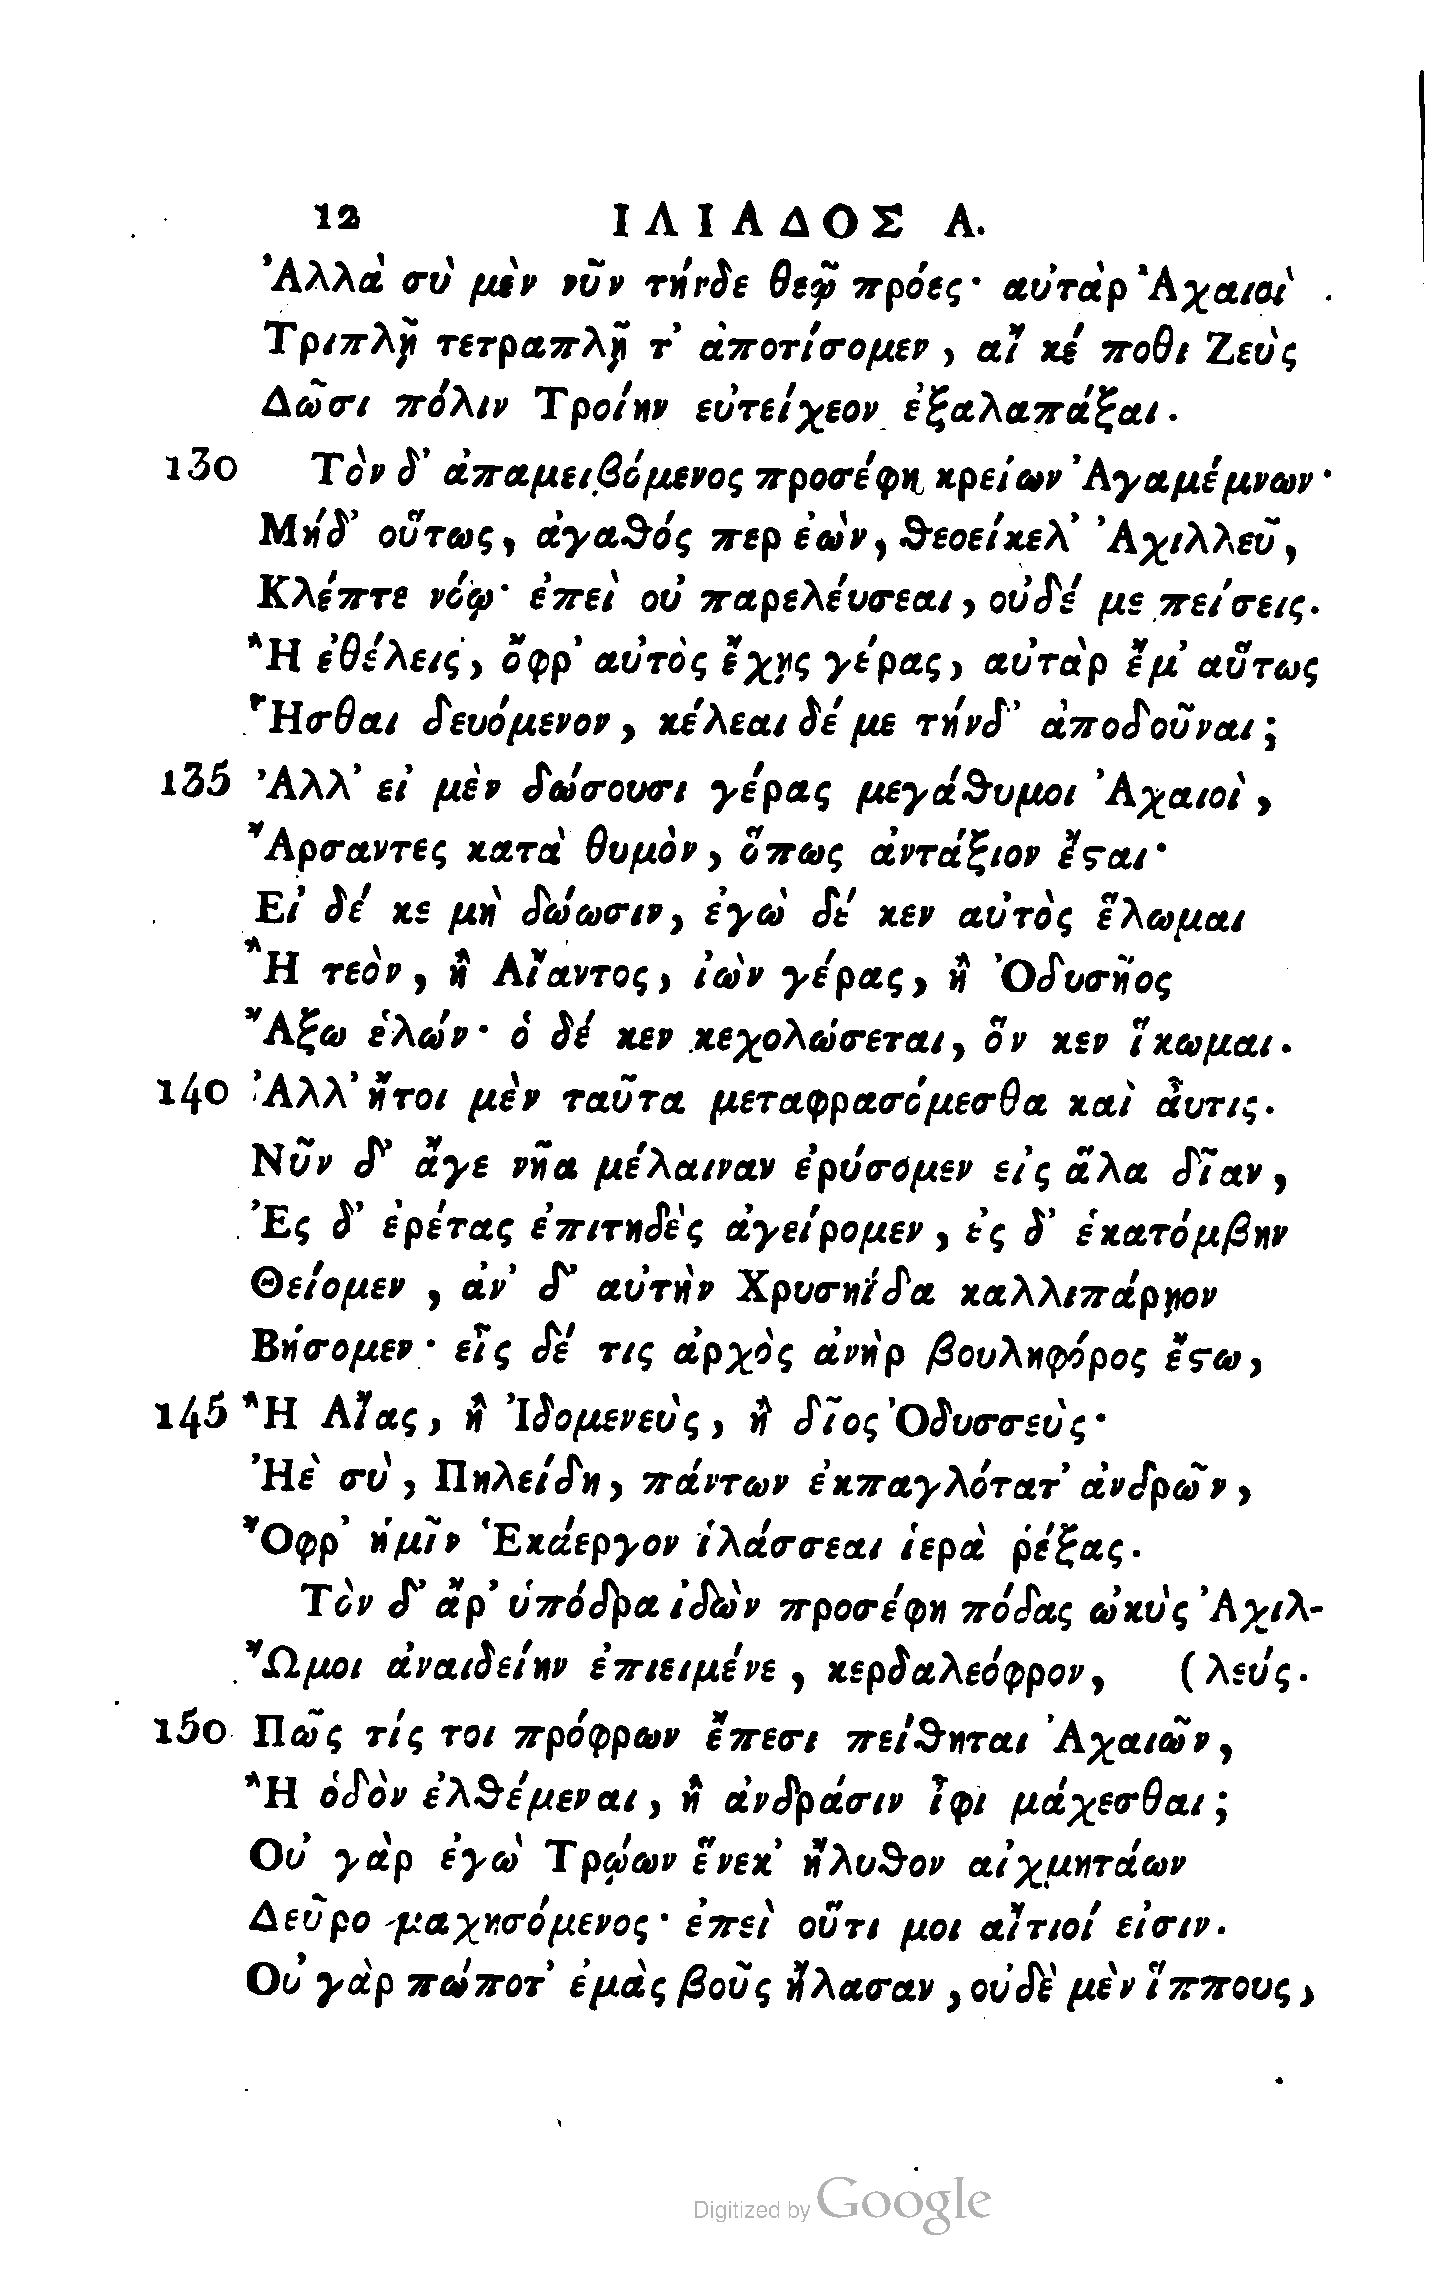 12 ΙΛΙΑΔΟΣ Α.
Ἀλλὰ σὺ μὲν νῦν τήνδε θεῷ πρόες· αὐτὰρ Ἀχαιοὶ
Τριπλῇ τετραπλῇ τ’ ἀποτίσομεν, αἴ κέ ποθι Ζεὺς
Δῶσι πόλιν Τροίην εὐτείχεον ἐξαλαπάξαι.
130 Τὸν δ’ ἀπαμειβόμενος προσέφη κρείων Ἀγαμέμνων·
Μήδ’ οὕτως, ἀγαθός περ ἐὼν, θεοείκελ’ Ἀχιλλεῦ,
Κλέπτε νόῳ· ἐπεὶ οὐ παρελέυσεαι, οὐδέ με πείσεις.
Ἢ ἐθέλεις, ὄφρ’ αὐτὸς ἔχῃς γέρας, αὐτὰρ ἔμ’ αὕτως
Ἧσθαι δευόμενον, κέλεαι δέ με τήνδ’ ἀποδοῦναι;
135 Ἀλλ’ εἰ μὲν δώσουσι γέρας μεγάθυμοι Ἀχαιοὶ,
Ἄρσαντες κατὰ θυμὸν, ὅπως ἀντάξιον ἔϛαι·
Εἰ δέ κε μὴ δώωσιν, ἐγὼ δέ κεν αὐτὸς ἕλωμαι
Ἢ τεὸν, ἢ Αἴαντος, ἰὼν γέρας, ἢ Ὀδυσῆος
Ἄξω ἑλών· ὁ δέ κεν κεχολώσεται, ὅν κεν ἵκωμαι.
140 Ἀλλ’ ἤτοι μὲν ταῦτα μεταφρασόμεσθα καὶ ἆυτις.
Νῦν δ’ ἄγε νῆα μέλαιναν ἐρύσομεν εἰς ἅλα δῖαν,
Ἐς δ’ ἐρέτας ἐπιτηδὲς ἀγείρομεν, ἐς δ’ ἑκατόμβην
Θείομεν, ἀν’ δ’ αὐτὴν Χρυσηΐδα καλλιπάρῃον
Βήσομεν· εἷς δέ τις ἀρχὸς ἀνὴρ βουληφόρος ἔϛω,
145 Ἢ Αἴας, ἢ Ἰδομενεὺς, ἢ δῖος Ὀδυσσεὺς·
Ἠὲ σὺ, Πηλείδη, πάντων ἐκπαγλότατ’ ἀνδρῶν,
Ὄφρ’ ἡμῖν Ἑκάεργον ἱλάσσεαι ἱερὰ ῥέξας.
Τὸν δ’ ἄρ’ ὑπόδρα ἰδὼν προσέφη πόδας ὠκὺς Ἀχιλ-
Ὤμοι ἀναιδείην ἐπιειμένε, κερδαλεόφρον, (λεύς.
150 Πῶς τίς τοι πρόφρων ἔπεσι πείθηται Ἀχαιῶν,
Ἢ ὁδὸν ἐλθέμεναι, ἢ ἀνδράσιν ἶφι μάχεσθαι;
Οὐ γὰρ ἐγὼ Τρώων ἕνεκ’ ἤλυθον αἰχμητάων
Δεῦρο μαχησόμενος· ἐπεὶ οὔτι μοι αἴτιοί εἰσιν.
Οὐ γὰρ πώποτ’ ἐμὰς βοῦς ἤλασαν, οὐδὲ μὲν ἵππους,
Digitized by Google